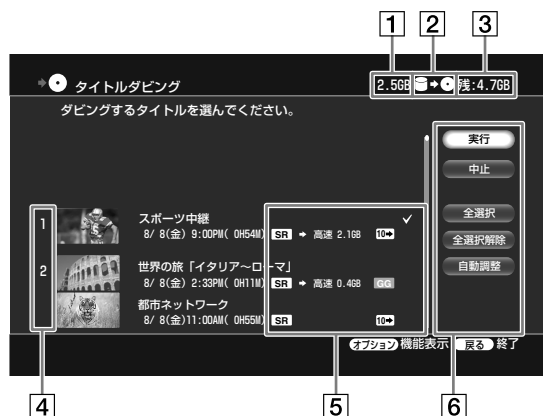 1 2 3
タイトルダビング 2.5GB 残:4.7GB
ダビングするタイトルを選んでください。
実行
中止
全選択
全選択解除
自動調整
1 スポーツ中継
8/ 8(金) 9:00PM( 0H54M) SR 高速 2.1GB 10
2 世界の旅「イタリア〜ローマ」
8/ 8(金) 2:33PM( 0H11M) SR 高速 0.4GB GG
都市ネットワーク
8/ 8(金)11:00AM( 0H55M) SR 10
オプション 機能表示 戻る 終了
4 5 6